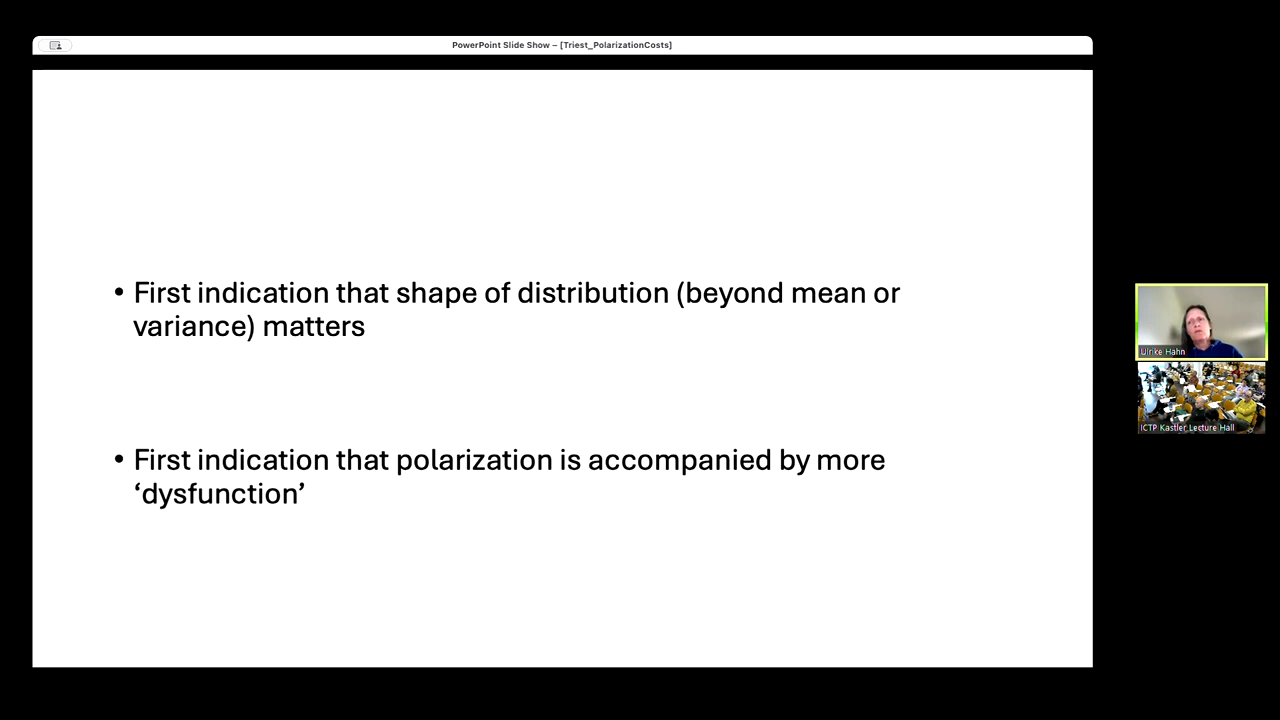 PowerPoint Slide Show – [Triest_PolarizationCosts]
• First indication that shape of distribution (beyond mean or
variance) matters
• First indication that polarization is accompanied by more
‘dysfunction’
Ulrike Hahn
ICTP Kastler Lecture Hall